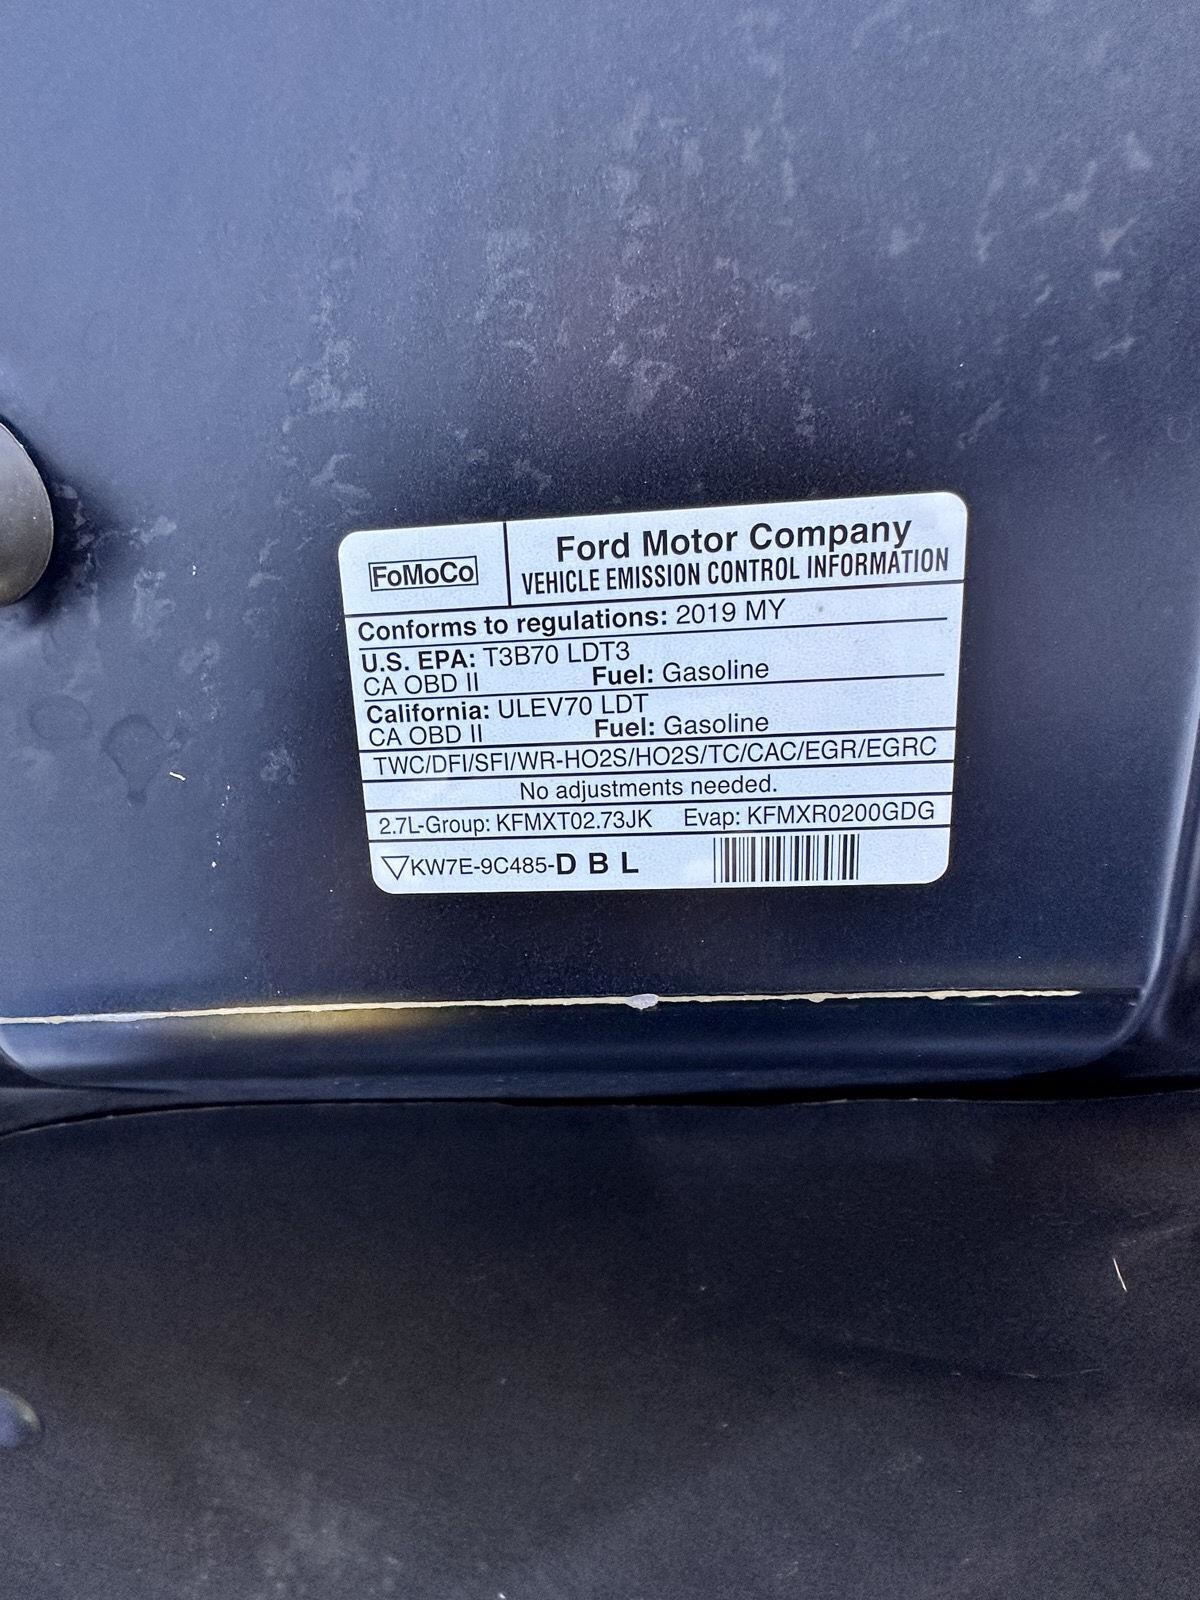 FoMoCo
Ford Motor Company
VEHICLE EMISSION CONTROL INFORMATION
Conforms to regulations: 2019 MY
U.S. EPA: T3B70 LDT3
CA OBD II Fuel: Gasoline
California: ULEV70 LDT
CA OBD II Fuel: Gasoline
TWC/DFI/SFI/WR-HO2S/HO2S/TC/CAC/EGR/EGRC
No adjustments needed.
2.7L-Group: KFMXT02.73JK Evap: KFMXR0200GDG
KW7E-9C485-D B L